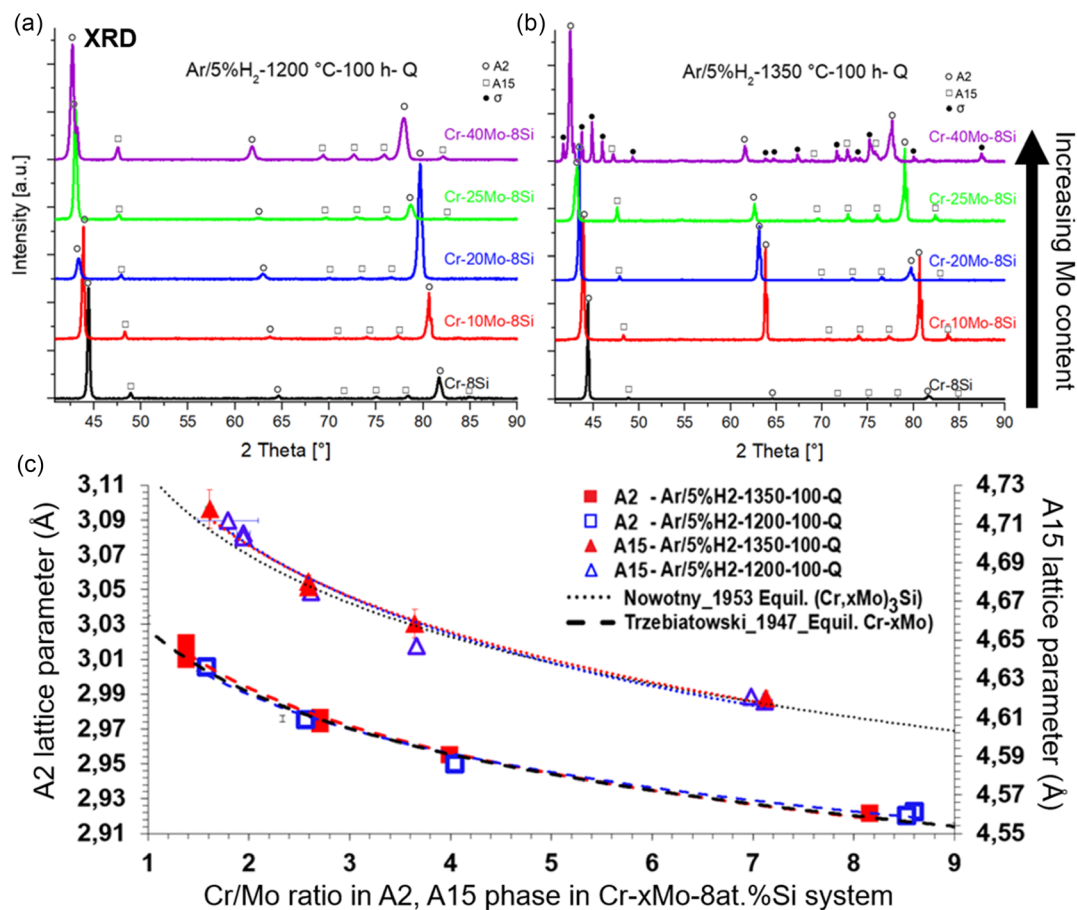 (a)
XRD
Ar/5%H2-1200 °C-100 h- Q
A2
A15
σ
Cr-40Mo-8Si
Cr-25Mo-8Si
Cr-20Mo-8Si
Cr-10Mo-8Si
Cr-8Si
Intensity [a.u.]
45 50 55 60 65 70 75 80 85 90
2 Theta [°]
(b)
Ar/5%H2-1350 °C-100 h- Q
A2
A15
σ
Cr-40Mo-8Si
Cr-25Mo-8Si
Cr-20Mo-8Si
Cr-10Mo-8Si
Cr-8Si
45 50 55 60 65 70 75 80 85 90
2 Theta [°]
Increasing Mo content
(c)
A2 lattice parameter (Å)
3,11
3,09
3,07
3,05
3,03
3,01
2,99
2,97
2,95
2,93
2,91
A2 - Ar/5%H2-1350-100-Q
A2 - Ar/5%H2-1200-100-Q
A15- Ar/5%H2-1350-100-Q
A15- Ar/5%H2-1200-100-Q
Nowotny_1953 Equil. (Cr,xMo)3Si)
Trzebiatowski_1947_Equil. Cr-xMo)
4,73
4,71
4,69
4,67
4,65
4,63
4,61
4,59
4,57
4,55
A15 lattice parameter (Å)
1 2 3 4 5 6 7 8 9
Cr/Mo ratio in A2, A15 phase in Cr-xMo-8at.%Si system